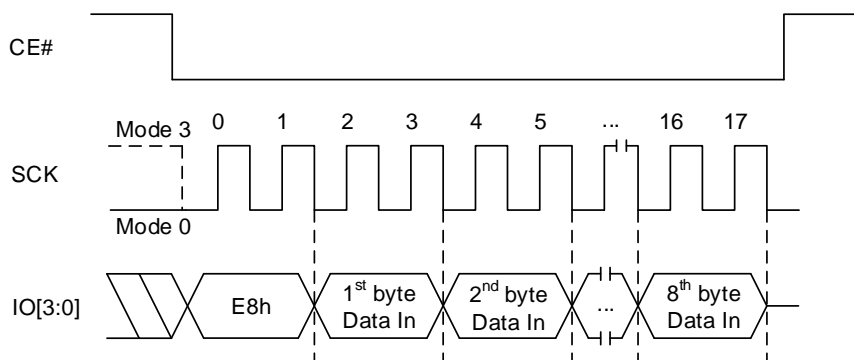 CE#
Mode 3 0 1 2 3 4 5 ... 16 17
SCK
Mode 0
IO[3:0] E8h 1st byte Data In 2nd byte Data In ... 8th byte Data In